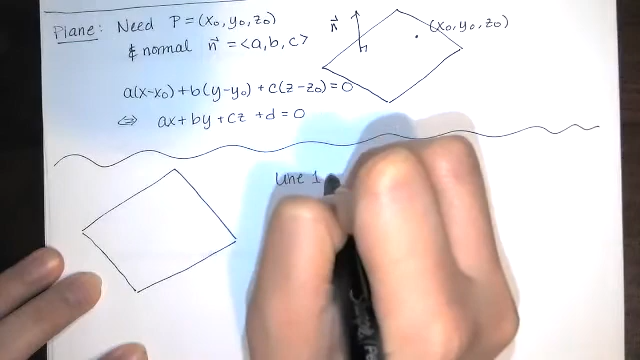 Plane: Need P = (x₀, y₀, z₀)
& normal n⃗ = <a, b, c>
n⃗
(x₀, y₀, z₀)
a(x-x₀) + b(y-y₀) + c(z-z₀) = 0
⇔ ax + by + cz + d = 0
Line 1